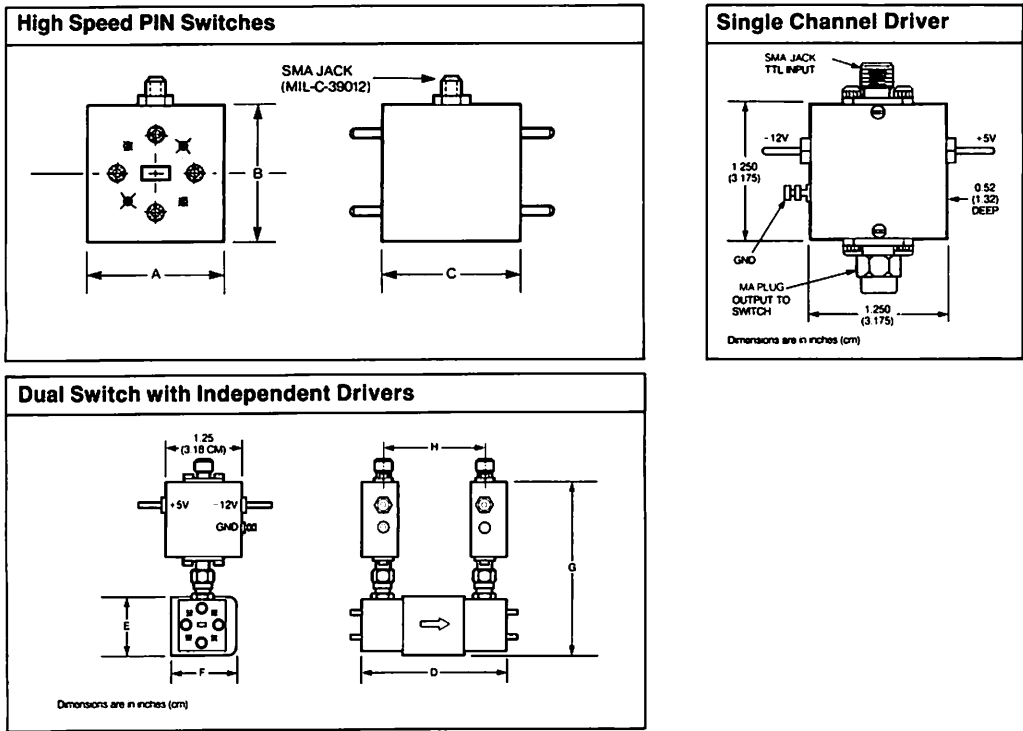 High Speed PIN Switches
SMA JACK
(MIL-C-39012)
B
A
C
Single Channel Driver
SMA JACK
TTL INPUT
-12V
+5V
1.250
(3.175)
0.52
(1.32)
DEEP
GND
MA PLUG
OUTPUT TO
SWITCH
1.250
(3.175)
Dimensions are in inches (cm)
Dual Switch with Independent Drivers
1.25
(3.18 CM)
+5V
-12V
GND
E
F
H
G
D
Dimensions are in inches (cm)